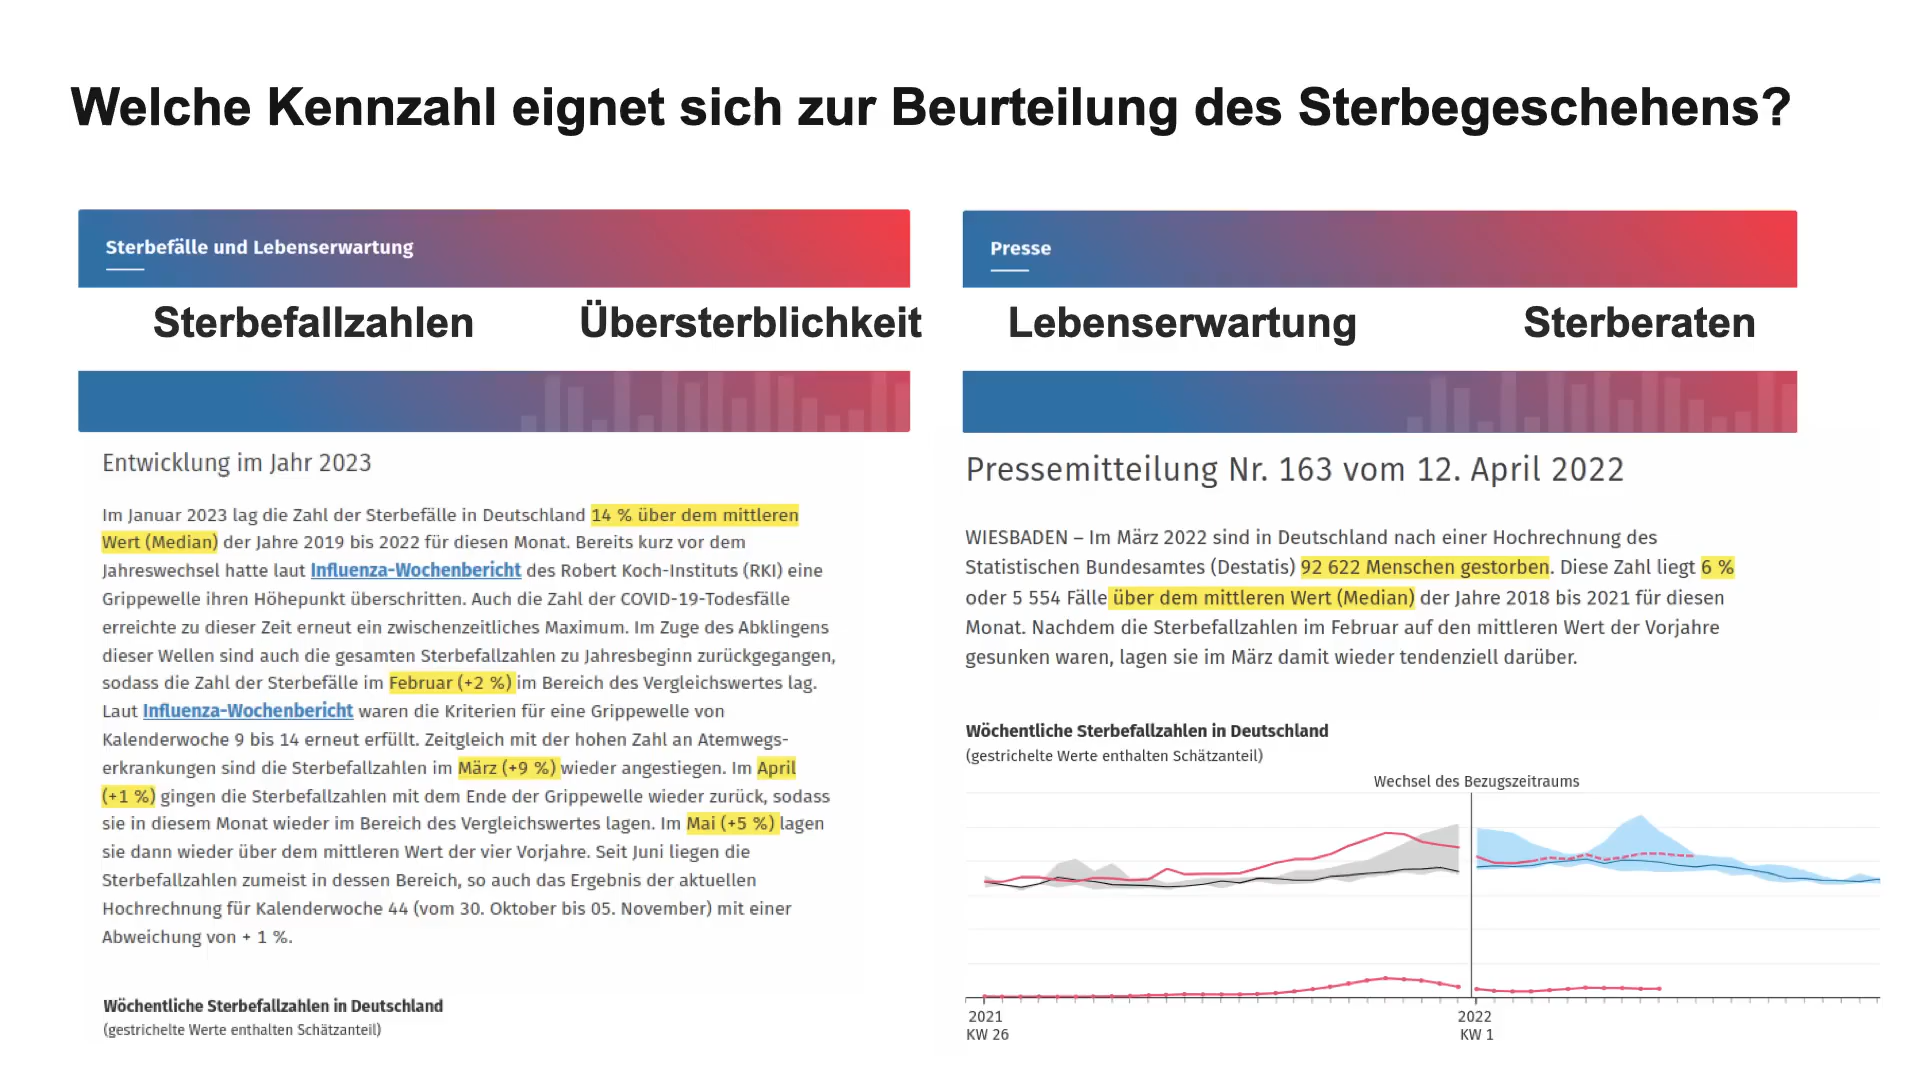 Welche Kennzahl eignet sich zur Beurteilung des Sterbegeschehens?
Sterbefälle und Lebenserwartung
Sterbefallzahlen
Übersterblichkeit
Entwicklung im Jahr 2023
Im Januar 2023 lag die Zahl der Sterbefälle in Deutschland 14 % über dem mittleren
Wert (Median) der Jahre 2019 bis 2022 für diesen Monat. Bereits kurz vor dem
Jahreswechsel hatte laut Influenza-Wochenbericht des Robert Koch-Instituts (RKI) eine
Grippewelle ihren Höhepunkt überschritten. Auch die Zahl der COVID-19-Todesfälle
erreichte zu dieser Zeit erneut ein zwischenzeitliches Maximum. Im Zuge des Abklingens
dieser Wellen sind auch die gesamten Sterbefallzahlen zu Jahresbeginn zurückgegangen,
sodass die Zahl der Sterbefälle im Februar (+2 %) im Bereich des Vergleichswertes lag.
Laut Influenza-Wochenbericht waren die Kriterien für eine Grippewelle von
Kalenderwoche 9 bis 14 erneut erfüllt. Zeitgleich mit der hohen Zahl an Atemwegs-
erkrankungen sind die Sterbefallzahlen im März (+9 %) wieder angestiegen. Im April
(+1 %) gingen die Sterbefallzahlen mit dem Ende der Grippewelle wieder zurück, sodass
sie in diesem Monat wieder im Bereich des Vergleichswertes lagen. Im Mai (+5 %) lagen
sie dann wieder über dem mittleren Wert der vier Vorjahre. Seit Juni liegen die
Sterbefallzahlen zumeist in dessen Bereich, so auch das Ergebnis der aktuellen
Hochrechnung für Kalenderwoche 44 (vom 30. Oktober bis 05. November) mit einer
Abweichung von + 1 %.
Wöchentliche Sterbefallzahlen in Deutschland
(gestrichelte Werte enthalten Schätzanteil)
Presse
Lebenserwartung
Sterberaten
Pressemitteilung Nr. 163 vom 12. April 2022
WIESBADEN – Im März 2022 sind in Deutschland nach einer Hochrechnung des
Statistischen Bundesamtes (Destatis) 92 622 Menschen gestorben. Diese Zahl liegt 6 %
oder 5 554 Fälle über dem mittleren Wert (Median) der Jahre 2018 bis 2021 für diesen
Monat. Nachdem die Sterbefallzahlen im Februar auf den mittleren Wert der Vorjahre
gesunken waren, lagen sie im März damit wieder tendenziell darüber.
Wöchentliche Sterbefallzahlen in Deutschland
(gestrichelte Werte enthalten Schätzanteil)
Wechsel des Bezugszeitraums
2021
KW 26
2022
KW 1